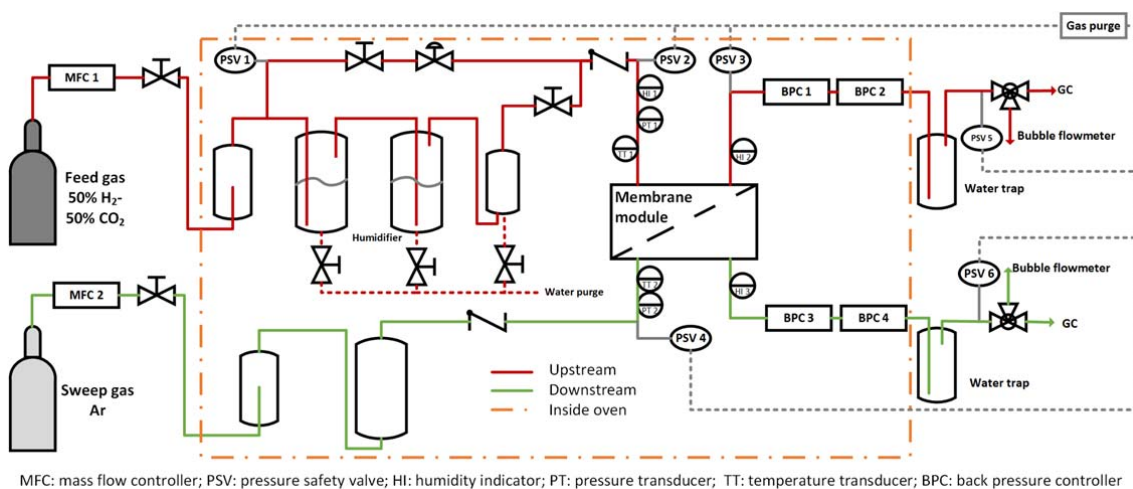 Gas purge
PSV 1
PSV 2
PSV 3
MFC 1
HI 1
PT 1
TT 1
HI 2
BPC 1
BPC 2
GC
PSV 5
Bubble flowmeter
Water trap
Feed gas
50% H₂-
50% CO₂
Humidifier
Membrane
module
Water purge
MFC 2
TT 2
PT 2
HI 3
PSV 6
Bubble flowmeter
BPC 3
BPC 4
GC
PSV 4
Water trap
Sweep gas
Ar
Upstream
Downstream
Inside oven
MFC: mass flow controller; PSV: pressure safety valve; HI: humidity indicator; PT: pressure transducer; TT: temperature transducer; BPC: back pressure controller